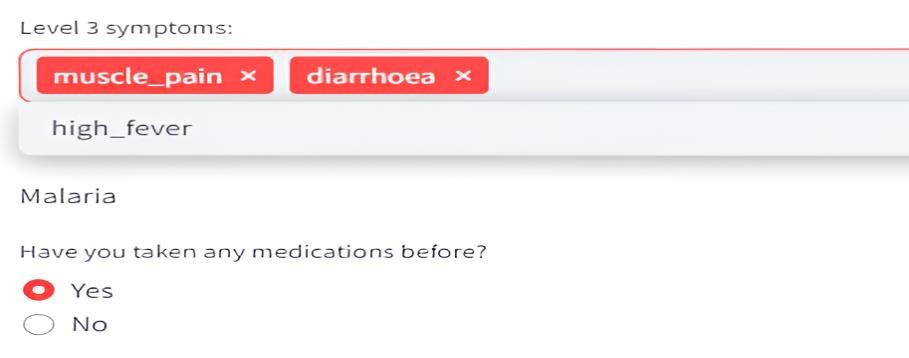 Level 3 symptoms:
muscle_pain × diarrhoea ×
high_fever
Malaria
Have you taken any medications before?
Yes
No